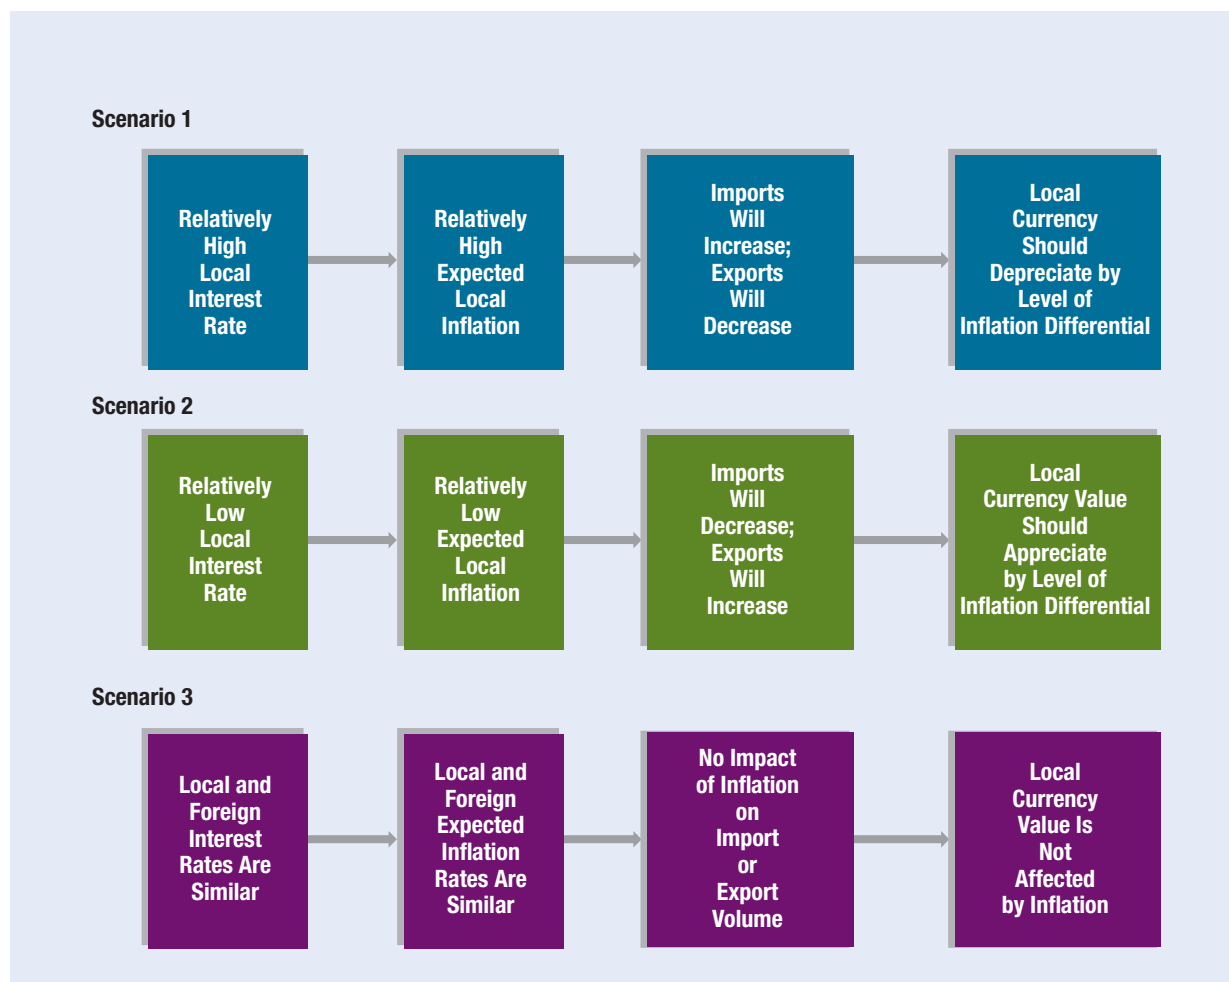 Scenario 1
Relatively
High
Local
Interest
Rate
Relatively
High
Expected
Local
Inflation
Imports
Will
Increase;
Exports
Will
Decrease
Local
Currency
Should
Depreciate by
Level of
Inflation Differential
Scenario 2
Relatively
Low
Local
Interest
Rate
Relatively
Low
Expected
Local
Inflation
Imports
Will
Decrease;
Exports
Will
Increase
Local
Currency Value
Should
Appreciate
by Level of
Inflation Differential
Scenario 3
Local and
Foreign
Interest
Rates Are
Similar
Local and
Foreign
Expected
Inflation
Rates Are
Similar
No Impact
of Inflation
on
Import
or
Export
Volume
Local
Currency
Value Is
Not
Affected
by Inflation